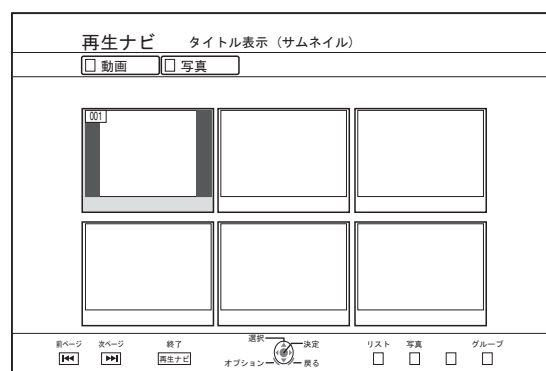 再生ナビ タイトル表示（サムネイル）
動画 写真
001
前ページ 次ページ 終了 選択 決定 リスト 写真 グループ
再生ナビ オプション 戻る